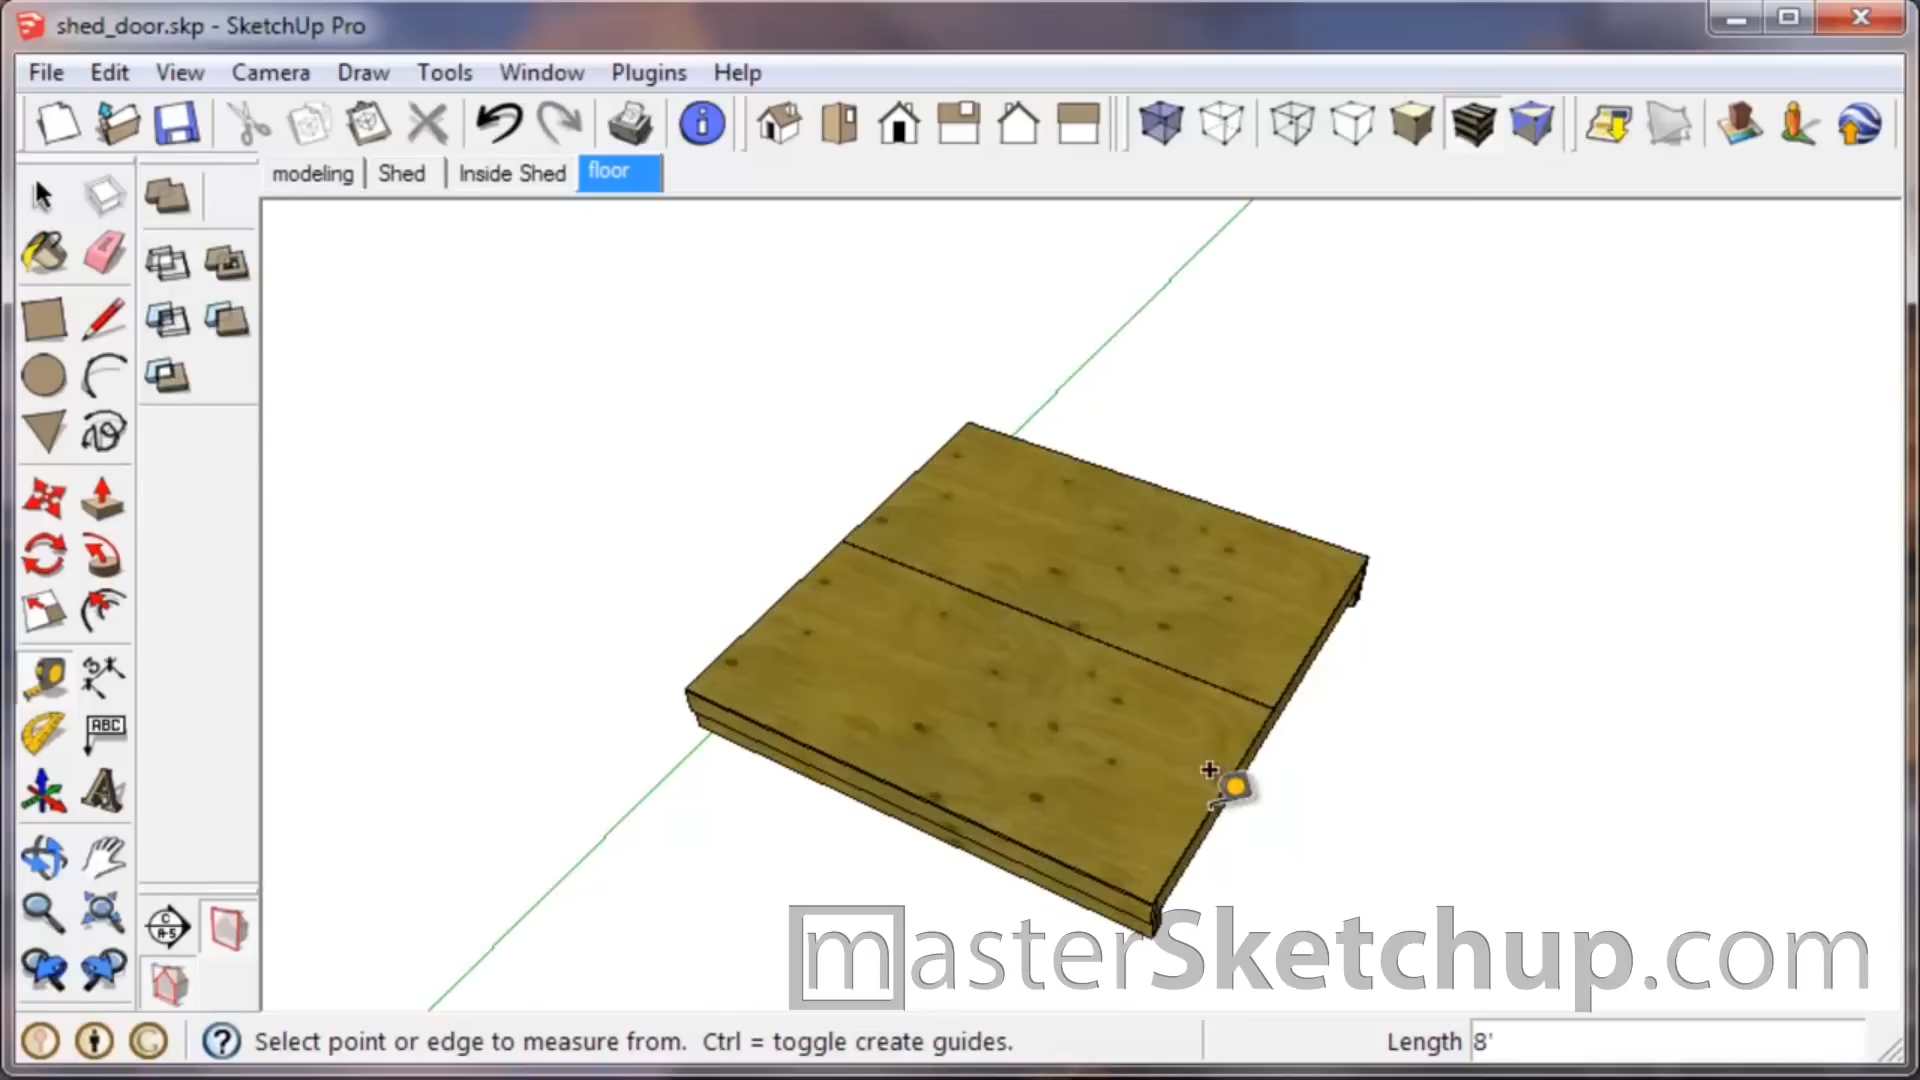 shed_door.skp - SketchUp Pro
File Edit View Camera Draw Tools Window Plugins Help
modeling Shed Inside Shed floor
ABC
C
A-5
masterSketchup.com
Select point or edge to measure from. Ctrl = toggle create guides. Length 8'